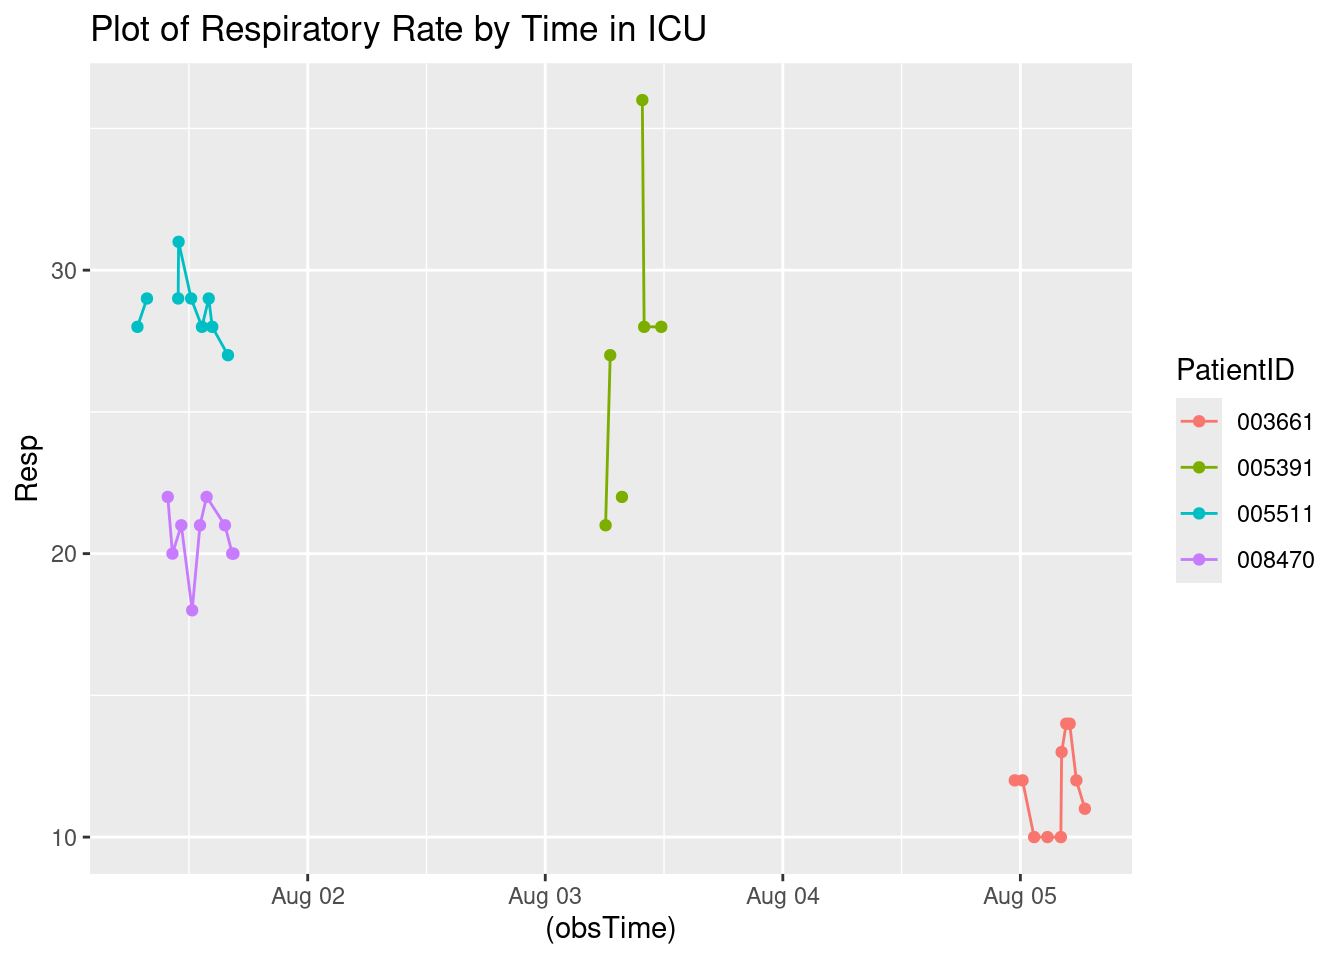 Plot of Respiratory Rate by Time in ICU
Resp
30
20
10
Aug 02
Aug 03
Aug 04
Aug 05
(obsTime)
PatientID
003661
005391
005511
008470